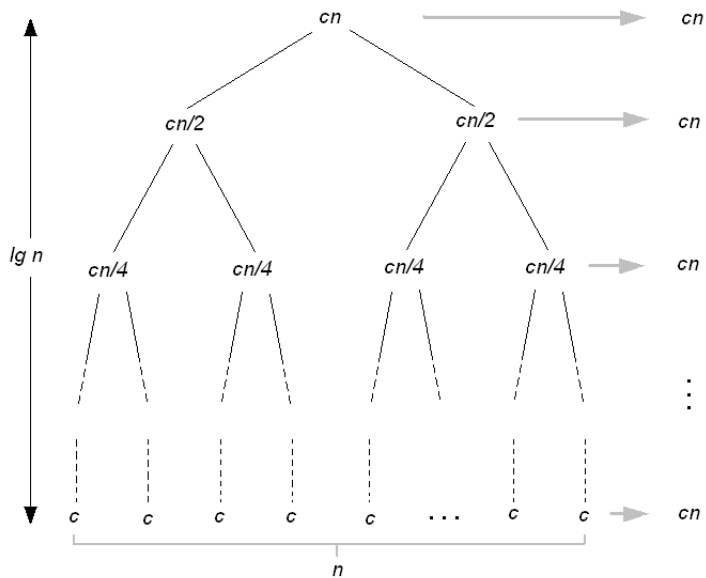 cn cn
cn/2 cn/2 cn
lg n
cn/4 cn/4 cn/4 cn/4 cn
⋮
c c c c c ... c c cn
n